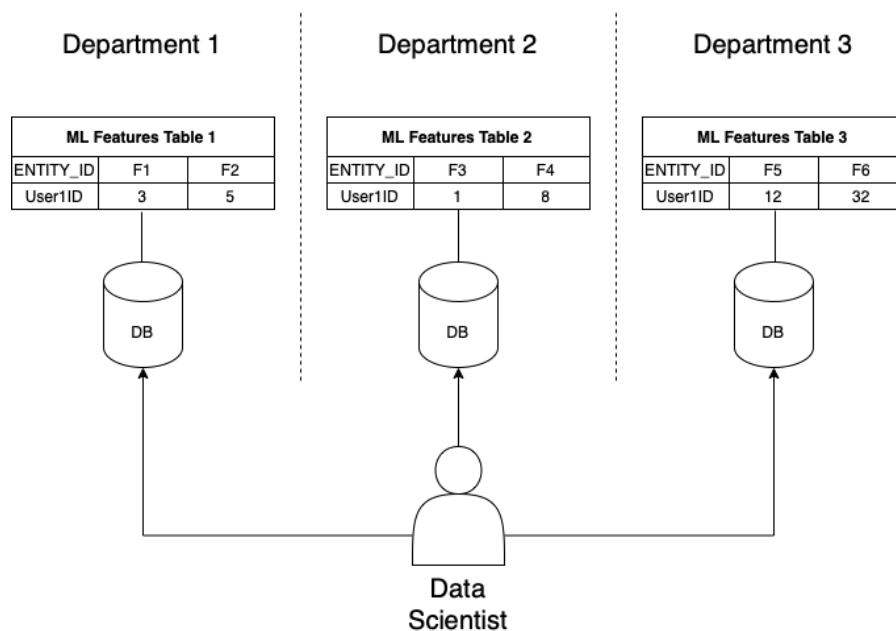 Department 1
Department 2
Department 3
ML Features Table 1
ENTITY_ID F1 F2
User1ID 3 5
ML Features Table 2
ENTITY_ID F3 F4
User1ID 1 8
ML Features Table 3
ENTITY_ID F5 F6
User1ID 12 32
DB
DB
DB
Data
Scientist